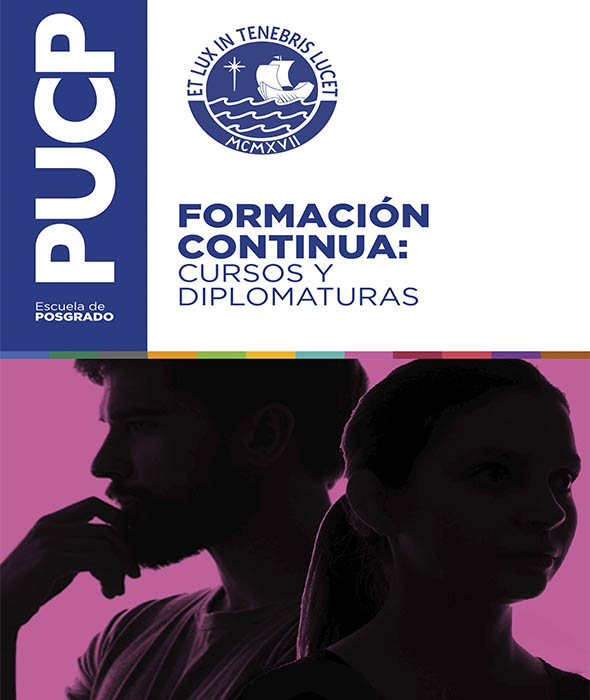 PUCP
Escuela de
POSGRADO
ET LUX IN TENEBRIS LUCET
MCMXVII
FORMACIÓN
CONTINUA:
CURSOS Y
DIPLOMATURAS